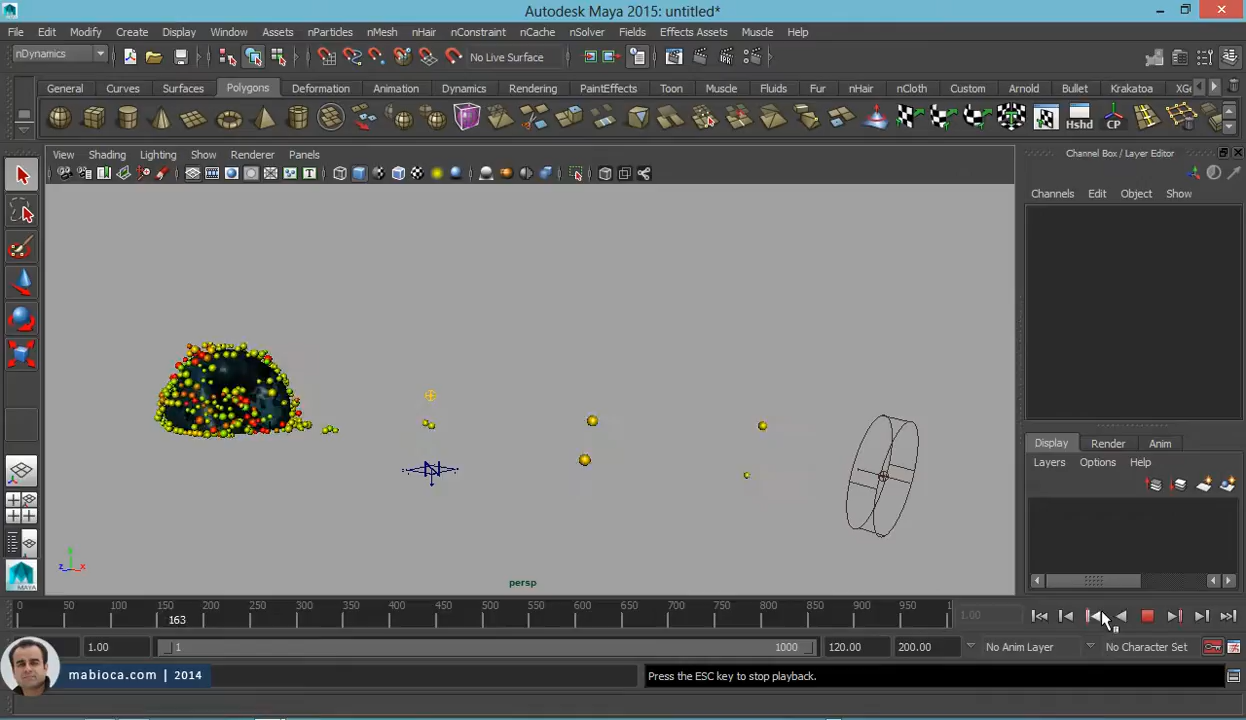 Autodesk Maya 2015: untitled*
File Edit Modify Create Display Window Assets nParticles nMesh nHair nConstraint nCache nSolver Fields Effects Assets Muscle Help
nDynamics No Live Surface
General Curves Surfaces Polygons Deformation Animation Dynamics Rendering PaintEffects Toon Muscle Fluids Fur nHair nCloth Custom Arnold Bullet Krakatoa XGe
Hshd CP
View Shading Lighting Show Renderer Panels
Channel Box / Layer Editor
Channels Edit Object Show
N
y
z x
persp
MAYA
Display Render Anim
Layers Options Help
0 50 100 150 200 250 300 350 400 450 500 550 600 650 700 750 800 850 900 950 1
163
1.00
1.00 1 1000 120.00 200.00 No Anim Layer No Character Set
mabioca.com | 2014
Press the ESC key to stop playback.